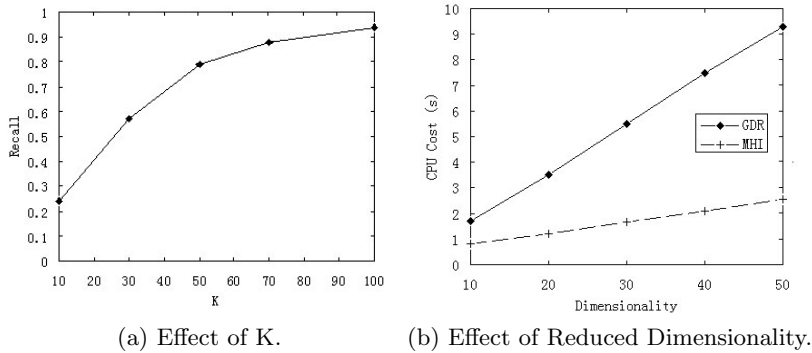 1
0.9
0.8
0.7
0.6
0.5
0.4
0.3
0.2
0.1
0
Recall
10 20 30 40 50 60 70 80 90 100
K
(a) Effect of K.
10
9
8
7
6
5
4
3
2
1
0
CPU Cost (s)
GDR
MHI
10 20 30 40 50
Dimensionality
(b) Effect of Reduced Dimensionality.